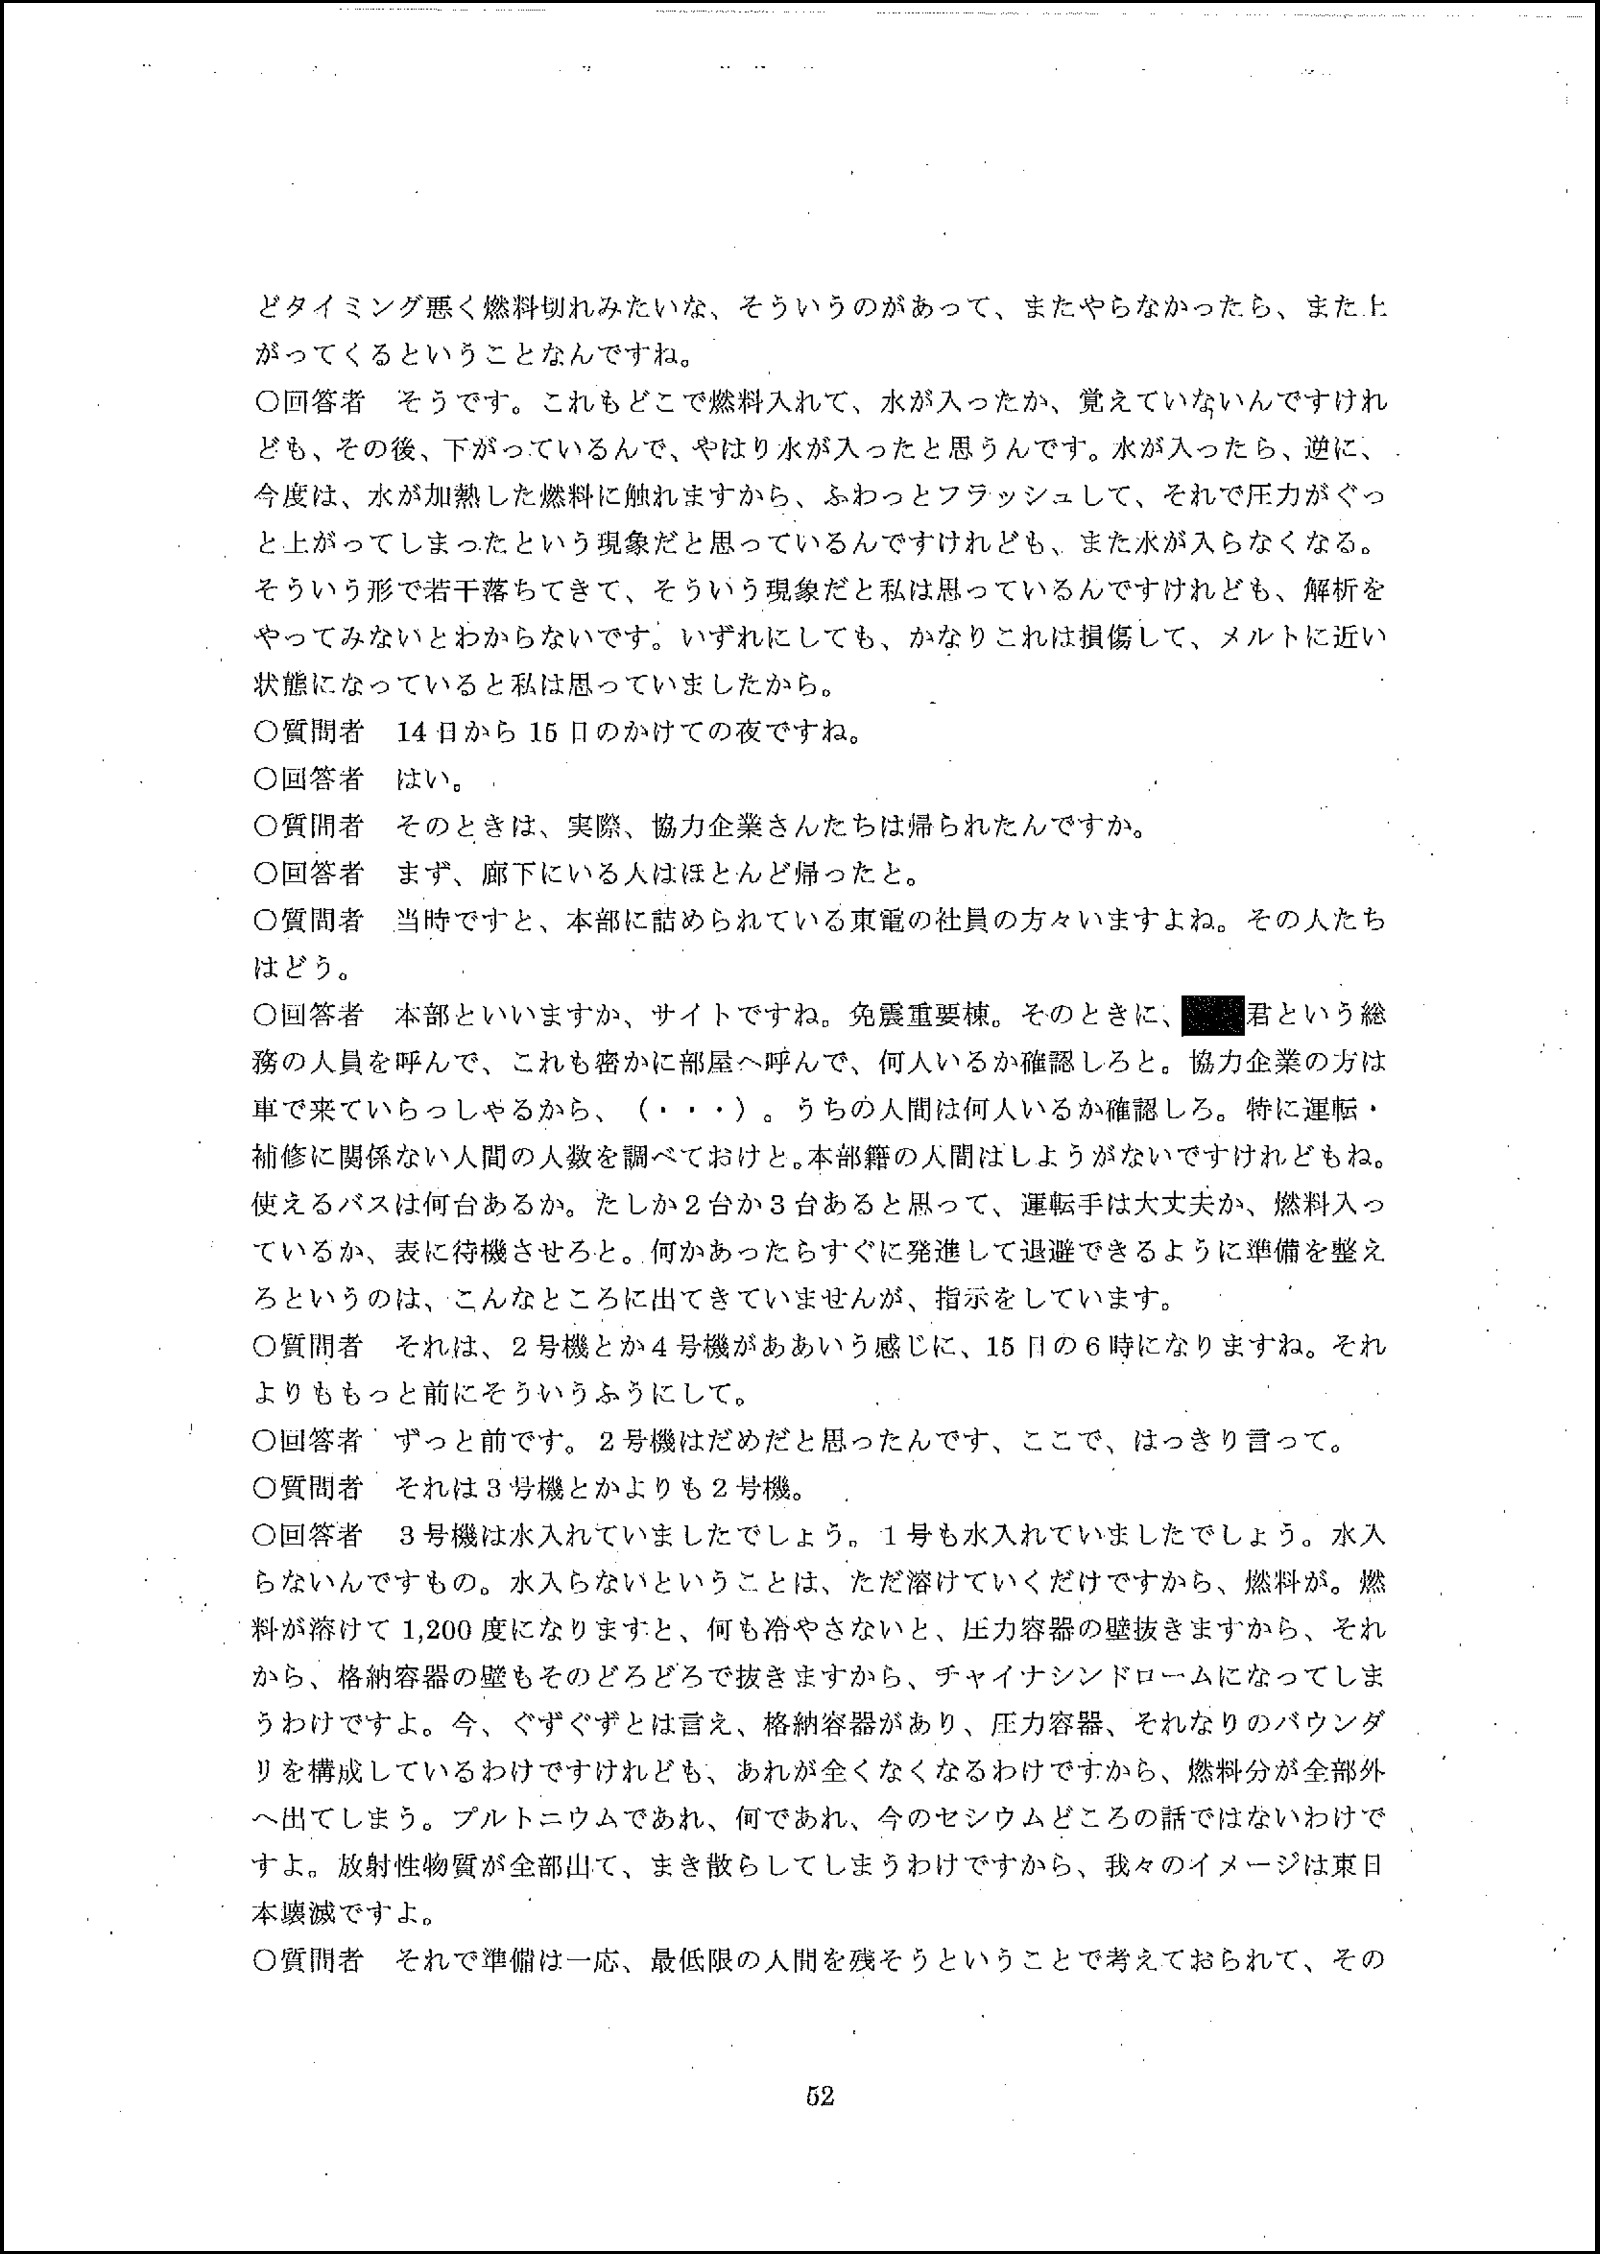 どタイミング悪く燃料切れみたいな、そういうのがあって、またやらなかったら、また上
がってくるということなんですね。
○回答者　そうです。これもどこで燃料入れて、水が入ったか、覚えていないんですけれ
ども、その後、下がっているんで、やはり水が入ったと思うんです。水が入ったら、逆に、
今度は、水が加熱した燃料に触れますから、ふわっとフラッシュして、それで圧力がぐっ
と上がってしまったという現象だと思っているんですけれども、また水が入らなくなる。
そういう形で若干落ちてきて、そういう現象だと私は思っているんですけれども、解析を
やってみないとわからないです。いずれにしても、かなりこれは損傷して、メルトに近い
状態になっていると私は思っていましたから。
○質問者　14 日から 15 日のかけての夜ですね。
○回答者　はい。
○質問者　そのときは、実際、協力企業さんたちは帰られたんですか。
○回答者　まず、廊下にいる人はほとんど帰ったと。
○質問者　当時ですと、本部に詰められている東電の社員の方々いますよね。その人たち
はどう。
○回答者　本部といいますか、サイトですね。免震重要棟。そのときに、君という総
務の人員を呼んで、これも密かに部屋へ呼んで、何人いるか確認しろと。協力企業の方は
車で来ていらっしゃるから、（・・・）。うちの人間は何人いるか確認しろ。特に運転・
補修に関係ない人間の人数を調べておけと。本部籍の人間はしようがないですけれどもね。
使えるバスは何台あるか。たしか２台か３台あると思って、運転手は大丈夫か、燃料入っ
ているか、表に待機させろと。何かあったらすぐに発進して退避できるように準備を整え
ろというのは、こんなところに出てきていませんが、指示をしています。
○質問者　それは、２号機とか４号機がああいう感じに、15 日の６時になりますね。それ
よりももっと前にそういうふうにして。
○回答者　ずっと前です。２号機はだめだと思ったんです、ここで、はっきり言って。
○質問者　それは３号機とかよりも２号機。
○回答者　３号機は水入れていましたでしょう。１号も水入れていましたでしょう。水入
らないんですもの。水入らないということは、ただ溶けていくだけですから、燃料が。燃
料が溶けて 1,200 度になりますと、何も冷やさないと、圧力容器の壁抜きますから、それ
から、格納容器の壁もそのどろどろで抜きますから、チャイナシンドロームになってしま
うわけですよ。今、ぐずぐずとは言え、格納容器があり、圧力容器、それなりのバウンダ
リを構成しているわけですけれども、あれが全くなくなるわけですから、燃料分が全部外
へ出てしまう。プルトニウムであれ、何であれ、今のセシウムどころの話ではないわけで
すよ。放射性物質が全部出て、まき散らしてしまうわけですから、我々のイメージは東日
本壊滅ですよ。
○質問者　それで準備は一応、最低限の人間を残そうということで考えておられて、その
52